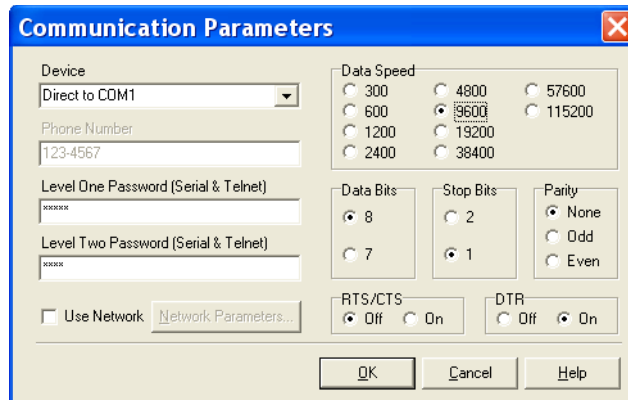 Communication Parameters
Device
Direct to COM1
Phone Number
123-4567
Level One Password (Serial & Telnet)
*****
Level Two Password (Serial & Telnet)
****
Use Network
Network Parameters...
Data Speed
300 4800 57600
600 9600 115200
1200 19200
2400 38400
Data Bits
8
7
Stop Bits
2
1
Parity
None
Odd
Even
RTS/CTS
Off On
DTR
Off On
OK Cancel Help